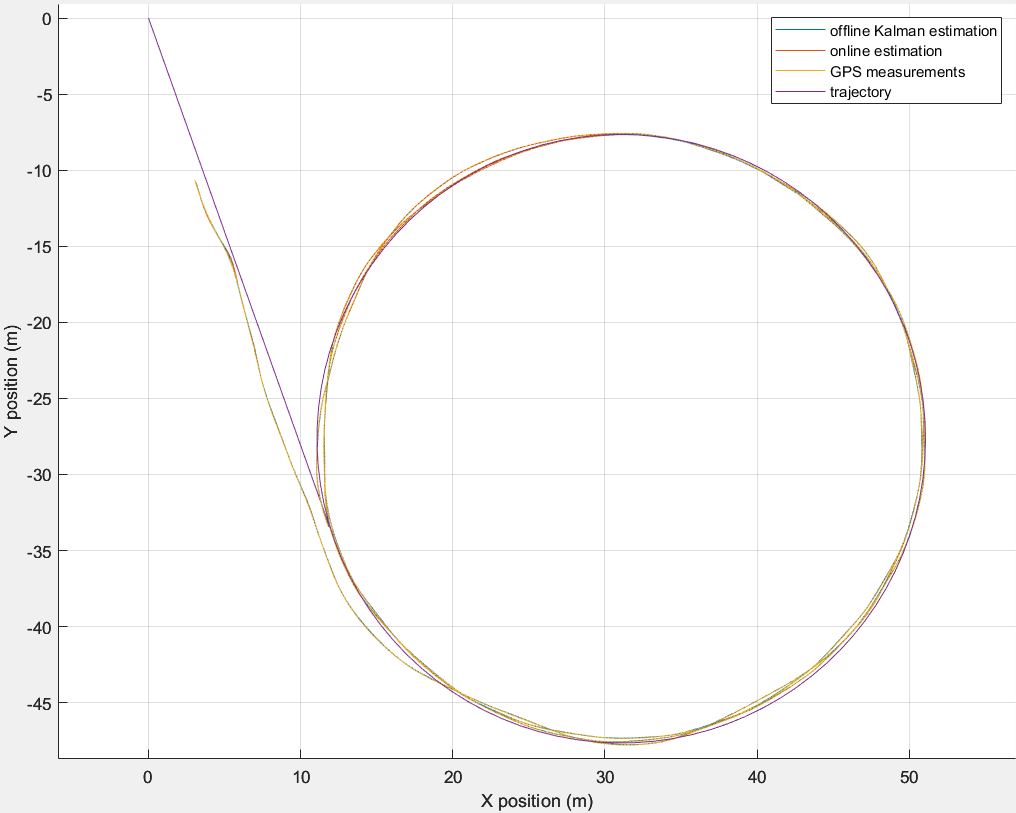 offline Kalman estimation
online estimation
GPS measurements
trajectory
0
-5
-10
-15
-20
-25
-30
-35
-40
-45
Y position (m)
0 10 20 30 40 50
X position (m)